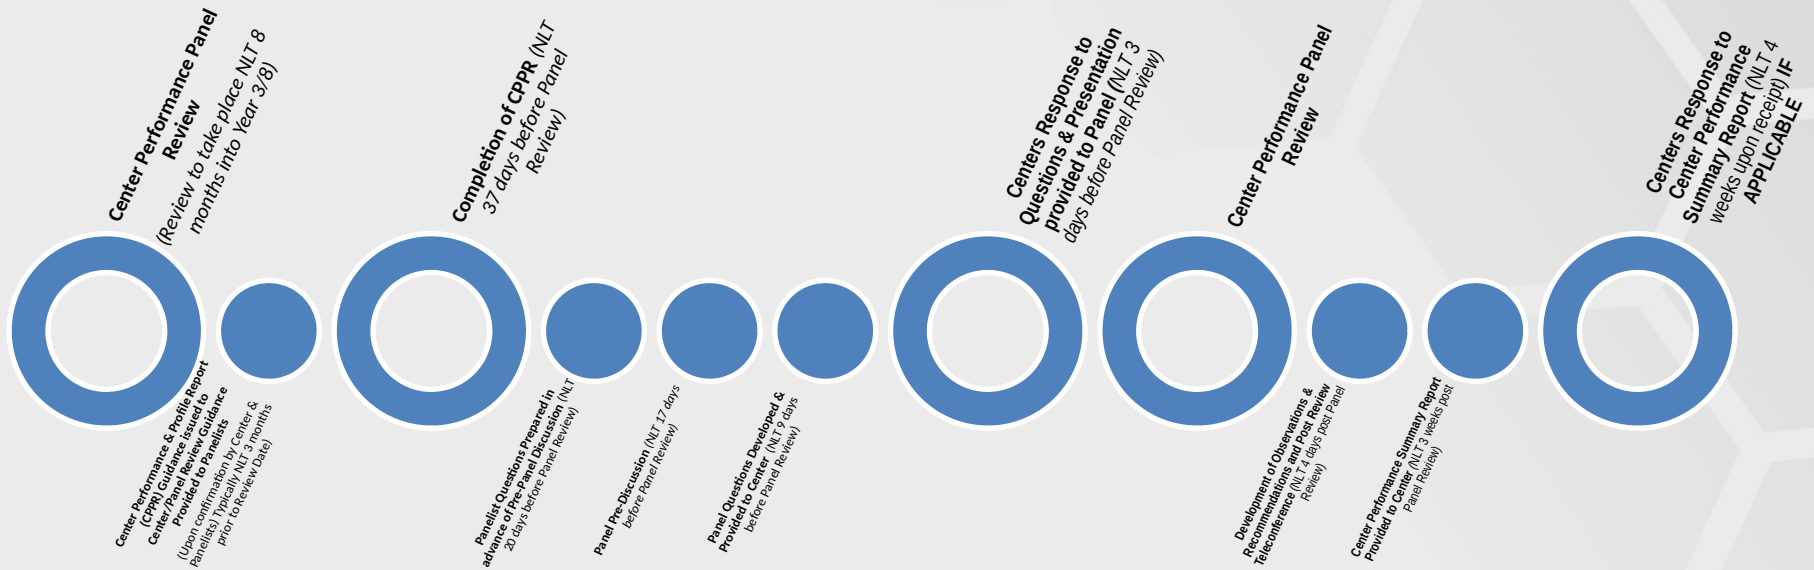 Center Performance Panel
Review
(Review to take place NLT 8
months into Year 3/8)
Center Performance & Profile Report
(CPPR) Guidance issued to
Center/Panel Review Guidance
Provided to Panelists
(Upon confirmation by Center &
Panelists) Typically NLT 3 months
prior to Review Date)
Completion of CPPR (NLT
37 days before Panel
Review)
Panelist Questions Prepared in
advance of Pre-Panel Discussion (NLT
20 days before Panel Review)
Panel Pre-Discussion (NLT 17 days
before Panel Review)
Panel Questions Developed &
Provided to Center (NLT 9 days
before Panel Review)
Centers Response to
Questions & Presentation
provided to Panel (NLT 3
days before Panel Review)
Center Performance Panel
Review
Development of Observations &
Recommendations and Post Review
Teleconference (NLT 4 days post Panel
Review)
Center Performance Summary Report
Provided to Center (NLT 3 weeks post
Panel Review)
Centers Response to
Center Performance
Summary Report (NLT 4
weeks upon receipt) IF
APPLICABLE